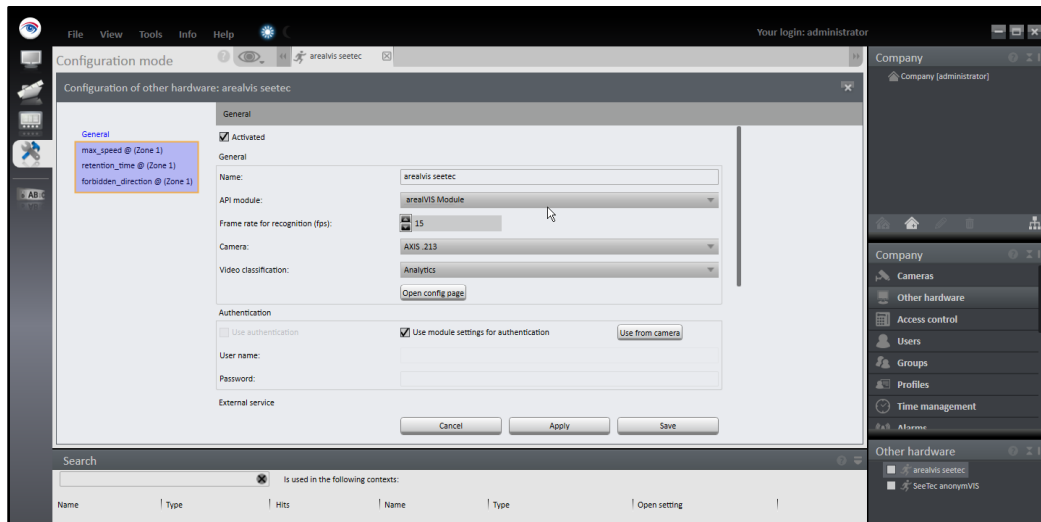 File View Tools Info Help Your login: administrator
Configuration mode
arealvis seetec
Configuration of other hardware: arealvis seetec
General
max_speed @ (Zone 1)
retention_time @ (Zone 1)
forbidden_direction @ (Zone 1)
General
Activated
General
Name: arealvis seetec
API module: arealVIS Module
Frame rate for recognition (fps): 15
Camera: AXIS .213
Video classification: Analytics
Open config page
Authentication
Use authentication Use module settings for authentication Use from camera
User name:
Password:
External service
Cancel Apply Save
Search
Is used in the following contexts:
Name Type Hits Name Type Open setting
Company
Company [administrator]
Company
Cameras
Other hardware
Access control
Users
Groups
Profiles
Time management
Alarms
Other hardware
arealvis seetec
SeeTec anonymVIS